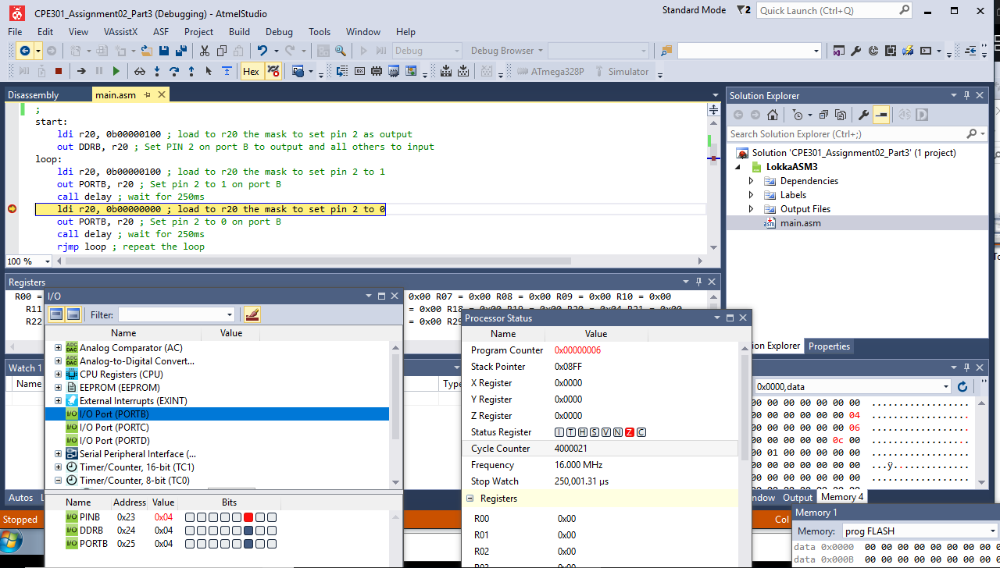 CPE301_Assignment02_Part3 (Debugging) - AtmelStudio
Standard Mode
2
Quick Launch (Ctrl+Q)
File Edit View VAssistX ASF Project Build Debug Tools Window Help
Debug
Debug Browser
Hex
ATmega328P
Simulator
Disassembly
main.asm
;
start:
ldi r20, 0b00000100 ; load to r20 the mask to set pin 2 as output
out DDRB, r20 ; Set PIN 2 on port B to output and all others to input
loop:
ldi r20, 0b00000100 ; load to r20 the mask to set pin 2 to 1
out PORTB, r20 ; Set pin 2 to 1 on port B
call delay ; wait for 250ms
ldi r20, 0b00000000 ; load to r20 the mask to set pin 2 to 0
out PORTB, r20 ; Set pin 2 to 0 on port B
call delay ; wait for 250ms
rjmp loop ; repeat the loop
100 %
Solution Explorer
Search Solution Explorer (Ctrl+;)
Solution 'CPE301_Assignment02_Part3' (1 project)
LokkaASM3
Dependencies
Labels
Output Files
main.asm
ion Explorer
Properties
Registers
R00 =
0x00 R07 = 0x00 R08 = 0x00 R09 = 0x00 R10 = 0x00
R11
= 0x00 R18 = 0x00 R19 = 0x00 R20 = 0x04 R21 = 0x00
R22
= 0x00 R29
Watch 1
Name
Type
Autos
I/O
Filter:
Name Value
Analog Comparator (AC)
Analog-to-Digital Convert...
CPU Registers (CPU)
EEPROM (EEPROM)
External Interrupts (EXINT)
I/O Port (PORTB)
I/O Port (PORTC)
I/O Port (PORTD)
Serial Peripheral Interface (...
Timer/Counter, 16-bit (TC1)
Timer/Counter, 8-bit (TC0)
Name Address Value Bits
PINB 0x23 0x04
DDRB 0x24 0x04
PORTB 0x25 0x04
Processor Status
Name Value
Program Counter 0x00000006
Stack Pointer 0x08FF
X Register 0x0000
Y Register 0x0000
Z Register 0x0000
Status Register I T H S V N Z C
Cycle Counter 4000021
Frequency 16.000 MHz
Stop Watch 250,001.31 µs
Registers
R00 0x00
R01 0x00
R02 0x00
0x0000,data
00 00 00 00 00 00 00 ..................
00 00 00 00 00 00 04 ..................
00 00 00 00 00 00 06 ..................
00 00 00 00 00 0c 00 ..................
00 01 00 00 00 00 00 ..................
00 00 00 00 00 00 00 ...ÿ..............
00 00 00 00 00 00 00 ..................
ndow
Output
Memory 4
Stopped
Col
Memory 1
Memory:
prog FLASH
data 0x0000 00 00 00 00 00 00 00 0
data 0x000B 00 00 00 00 00 00 00 0